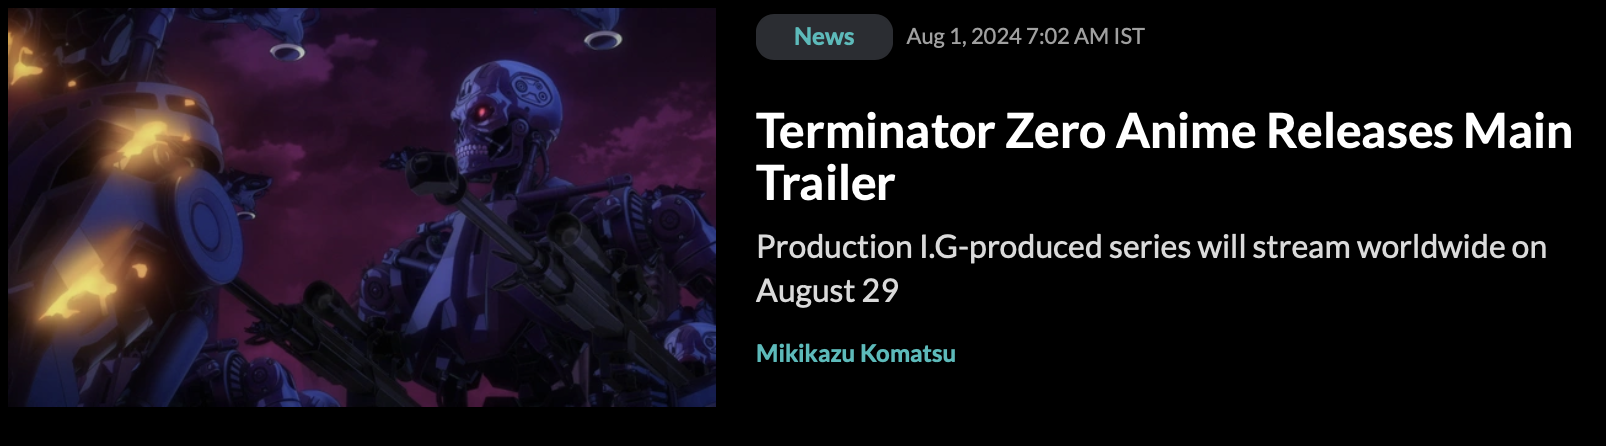 News
Aug 1, 2024 7:02 AM IST
Terminator Zero Anime Releases Main
Trailer
Production I.G-produced series will stream worldwide on
August 29
Mikikazu Komatsu